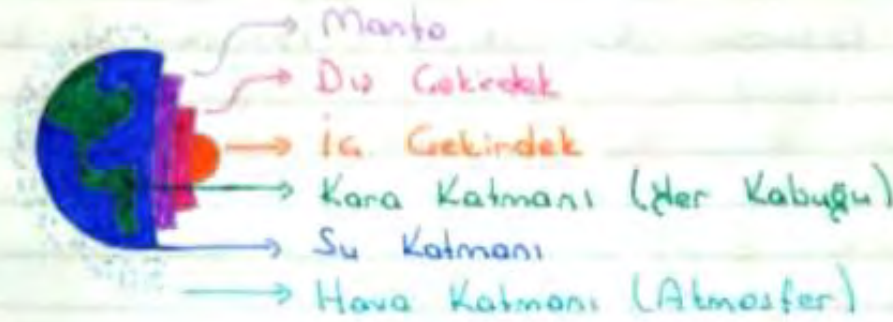 Manto
Dış Çekirdek
İç Çekirdek
Kara Katmanı (Yer Kabuğu)
Su Katmanı
Hava Katmanı (Atmosfer)